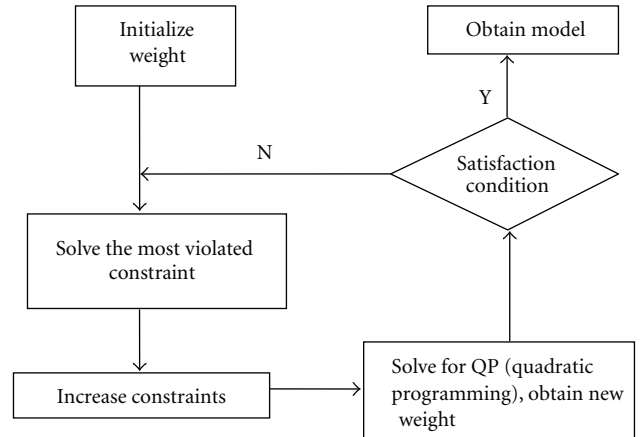 Initialize
weight
Obtain model
Y
N
Satisfaction
condition
Solve the most violated
constraint
Increase constraints
Solve for QP (quadratic
programming), obtain new
weight